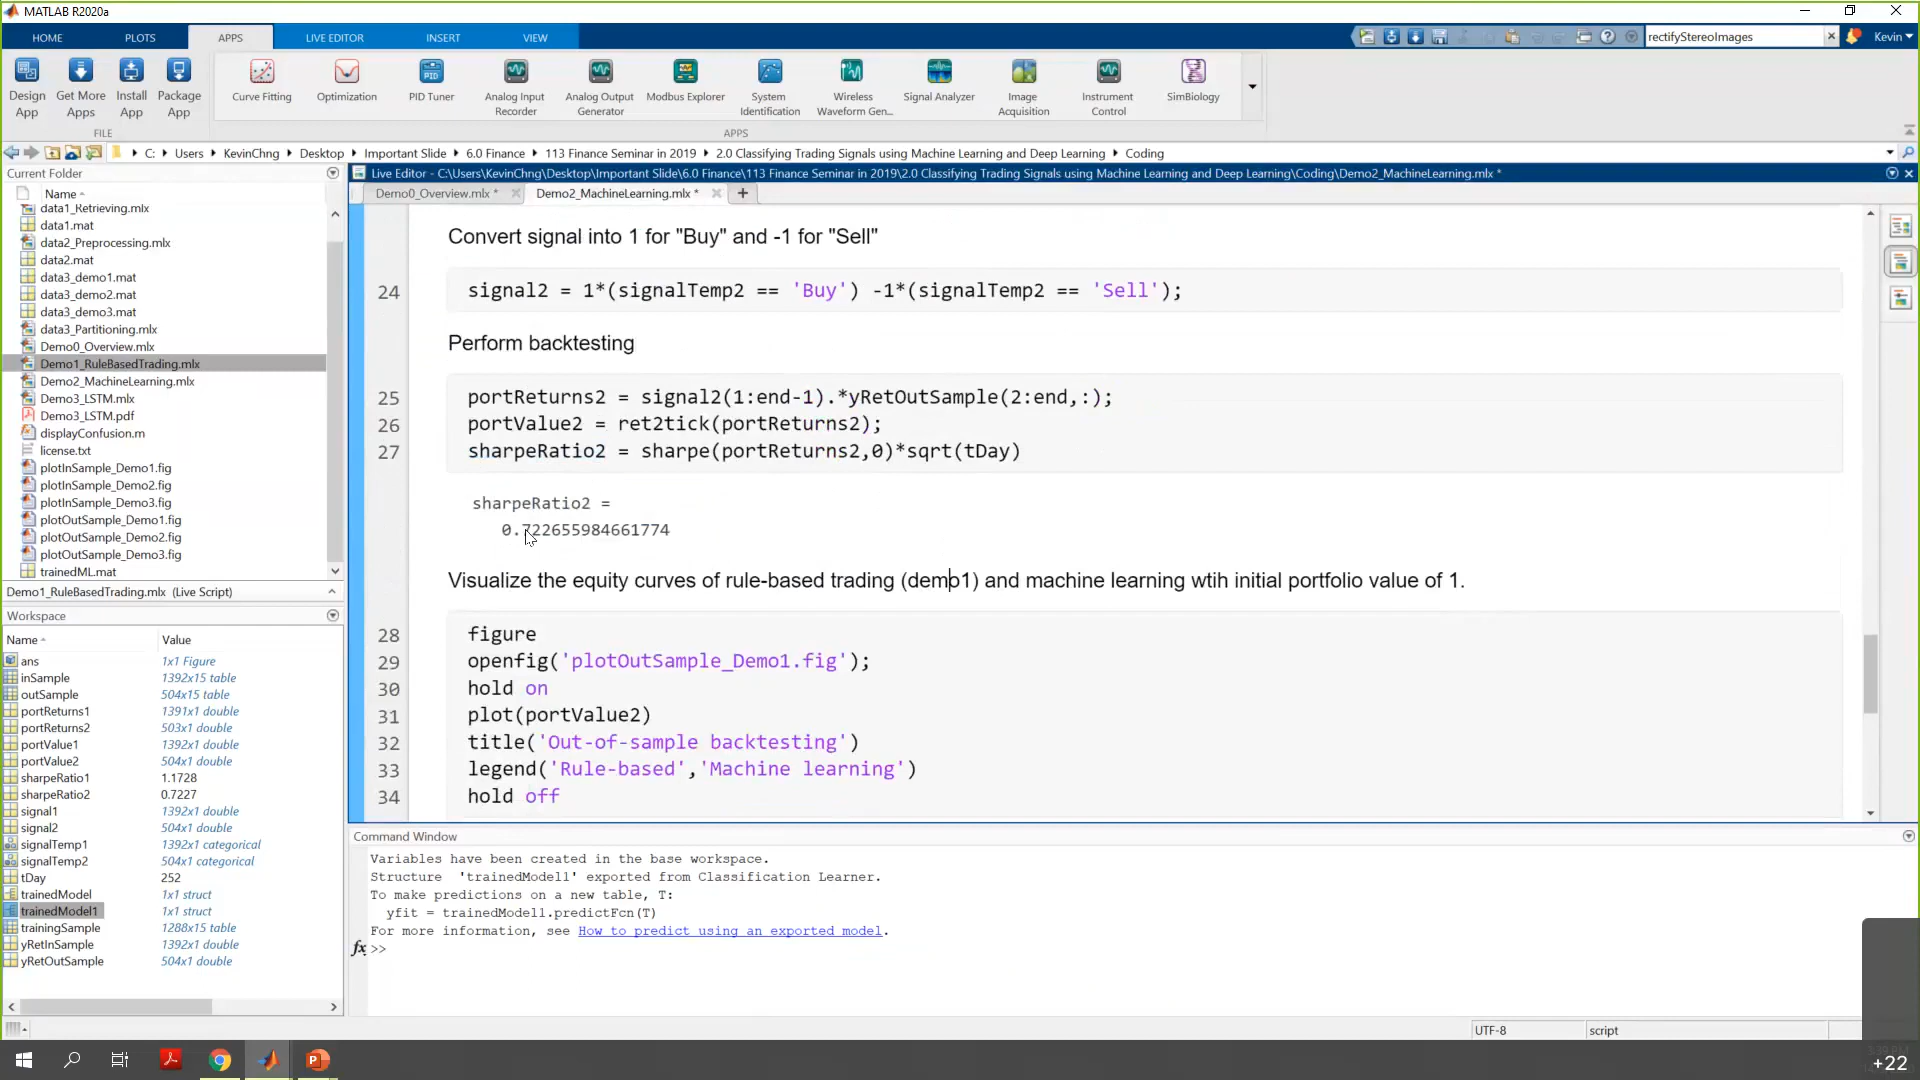 MATLAB R2020a
HOME PLOTS APPS LIVE EDITOR INSERT VIEW rectifyStereoImages Kevin
Design App
Get More Apps
Install App
Package App
Curve Fitting
Optimization
PID Tuner
Analog Input Recorder
Analog Output Generator
Modbus Explorer
System Identification
Wireless Waveform Gen...
Signal Analyzer
Image Acquisition
Instrument Control
SimBiology
FILE APPS
C: Users KevinChng Desktop Important Slide 6.0 Finance 113 Finance Seminar in 2019 2.0 Classifying Trading Signals using Machine Learning and Deep Learning Coding
Current Folder
Name
data1_Retrieving.mlx
data1.mat
data2_Preprocessing.mlx
data2.mat
data3_demo1.mat
data3_demo2.mat
data3_demo3.mat
data3_Partitioning.mlx
Demo0_Overview.mlx
Demo1_RuleBasedTrading.mlx
Demo2_MachineLearning.mlx
Demo3_LSTM.mlx
Demo3_LSTM.pdf
displayConfusion.m
license.txt
plotInSample_Demo1.fig
plotInSample_Demo2.fig
plotInSample_Demo3.fig
plotOutSample_Demo1.fig
plotOutSample_Demo2.fig
plotOutSample_Demo3.fig
trainedML.mat
Demo1_RuleBasedTrading.mlx (Live Script)
Workspace
Name Value
ans 1x1 Figure
inSample 1392x15 table
outSample 504x15 table
portReturns1 1391x1 double
portReturns2 503x1 double
portValue1 1392x1 double
portValue2 504x1 double
sharpeRatio1 1.1728
sharpeRatio2 0.7227
signal1 1392x1 double
signal2 504x1 double
signalTemp1 1392x1 categorical
signalTemp2 504x1 categorical
tDay 252
trainedModel 1x1 struct
trainedModel1 1x1 struct
trainingSample 1288x15 table
yRetInSample 1392x1 double
yRetOutSample 504x1 double
Live Editor - C:\Users\KevinChng\Desktop\Important Slide\6.0 Finance\113 Finance Seminar in 2019\2.0 Classifying Trading Signals using Machine Learning and Deep Learning\Coding\Demo2_MachineLearning.mlx *
Demo0_Overview.mlx * Demo2_MachineLearning.mlx *
Convert signal into 1 for "Buy" and -1 for "Sell"
24 signal2 = 1*(signalTemp2 == 'Buy') -1*(signalTemp2 == 'Sell');
Perform backtesting
25 portReturns2 = signal2(1:end-1).*yRetOutSample(2:end,:);
26 portValue2 = ret2tick(portReturns2);
27 sharpeRatio2 = sharpe(portReturns2,0)*sqrt(tDay)
sharpeRatio2 =
0.722655984661774
Visualize the equity curves of rule-based trading (demo1) and machine learning wtih initial portfolio value of 1.
28 figure
29 openfig('plotOutSample_Demo1.fig');
30 hold on
31 plot(portValue2)
32 title('Out-of-sample backtesting')
33 legend('Rule-based','Machine learning')
34 hold off
Command Window
Variables have been created in the base workspace.
Structure 'trainedModel1' exported from Classification Learner.
To make predictions on a new table, T:
yfit = trainedModel1.predictFcn(T)
For more information, see How to predict using an exported model.
fx >>
UTF-8 script
+22